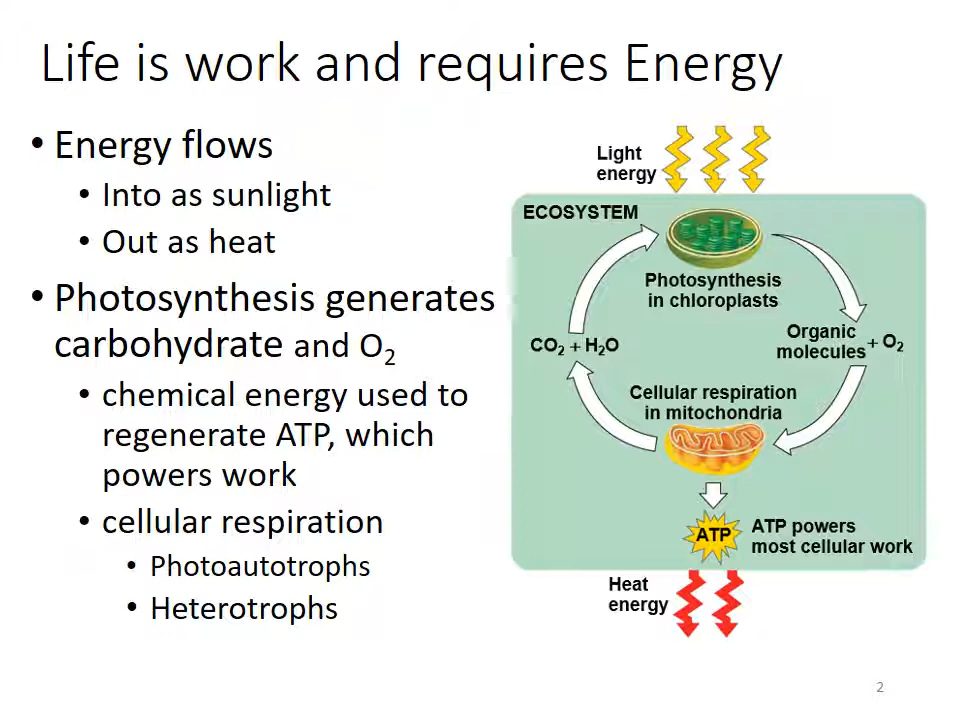 Life is work and requires Energy
• Energy flows
• Into as sunlight
• Out as heat
• Photosynthesis generates
carbohydrate and O₂
• chemical energy used to
regenerate ATP, which
powers work
• cellular respiration
• Photoautotrophs
• Heterotrophs
Light
energy
ECOSYSTEM
Photosynthesis
in chloroplasts
CO₂ + H₂O
Organic
molecules + O₂
Cellular respiration
in mitochondria
ATP
ATP powers
most cellular work
Heat
energy
2